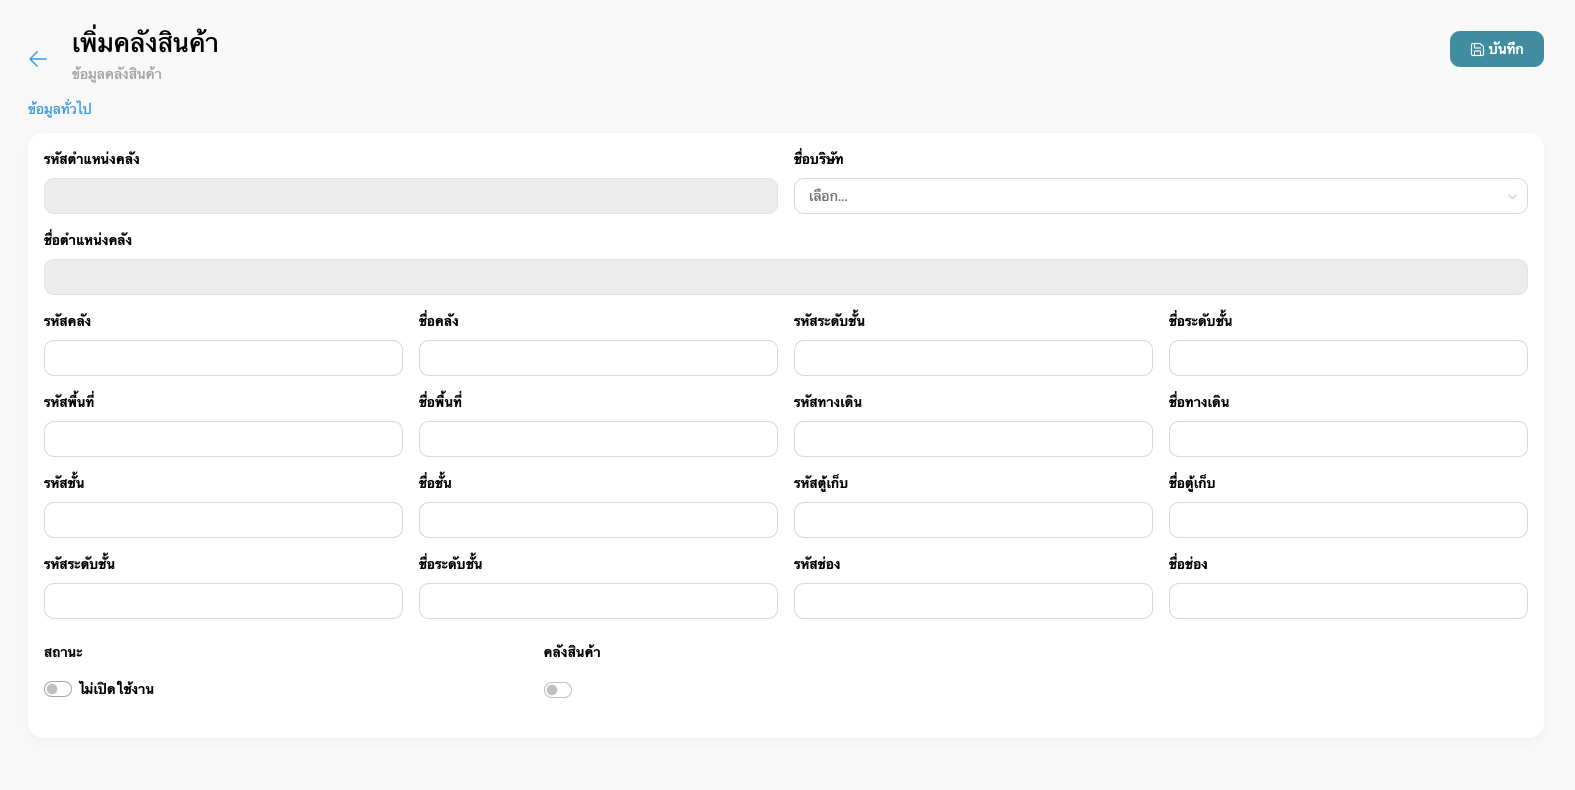 เพิ่มคลังสินค้า
ข้อมูลคลังสินค้า
บันทึก
ข้อมูลทั่วไป
รหัสตำแหน่งคลัง ชื่อบริษัท
เลือก...
ชื่อตำแหน่งคลัง
รหัสคลัง ชื่อคลัง รหัสระดับชั้น ชื่อระดับชั้น
รหัสพื้นที่ ชื่อพื้นที่ รหัสทางเดิน ชื่อทางเดิน
รหัสชั้น ชื่อชั้น รหัสตู้เก็บ ชื่อตู้เก็บ
รหัสระดับชั้น ชื่อระดับชั้น รหัสช่อง ชื่อช่อง
สถานะ คลังสินค้า
ไม่เปิดใช้งาน